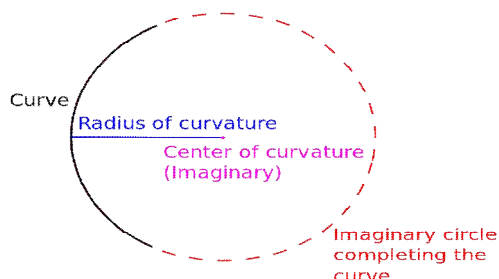 Curve
Radius of curvature
Center of curvature
(Imaginary)
Imaginary circle
completing the
curve